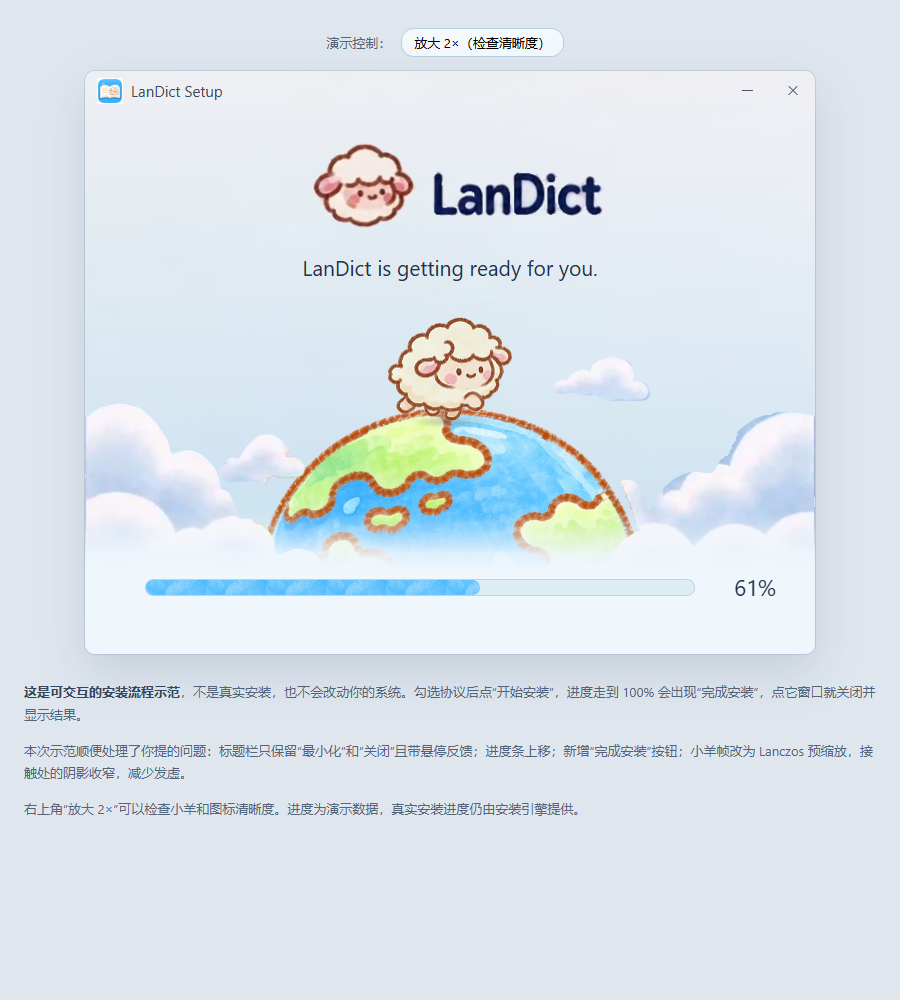 演示控制： 放大 2×（检查清晰度）
LanDict Setup
LanDict
LanDict is getting ready for you.
61%
这是可交互的安装流程示范，不是真实安装，也不会改动你的系统。勾选协议后点“开始安装”，进度走到 100% 会出现“完成安装”，点它窗口就关闭并
显示结果。
本次示范顺便处理了你提的问题：标题栏只保留“最小化”和“关闭”且带悬停反馈；进度条上移；新增“完成安装”按钮；小羊帧改为 Lanczos 预缩放，接
触处的阴影收窄，减少发虚。
右上角“放大 2×”可以检查小羊和图标清晰度。进度为演示数据，真实安装进度仍由安装引擎提供。